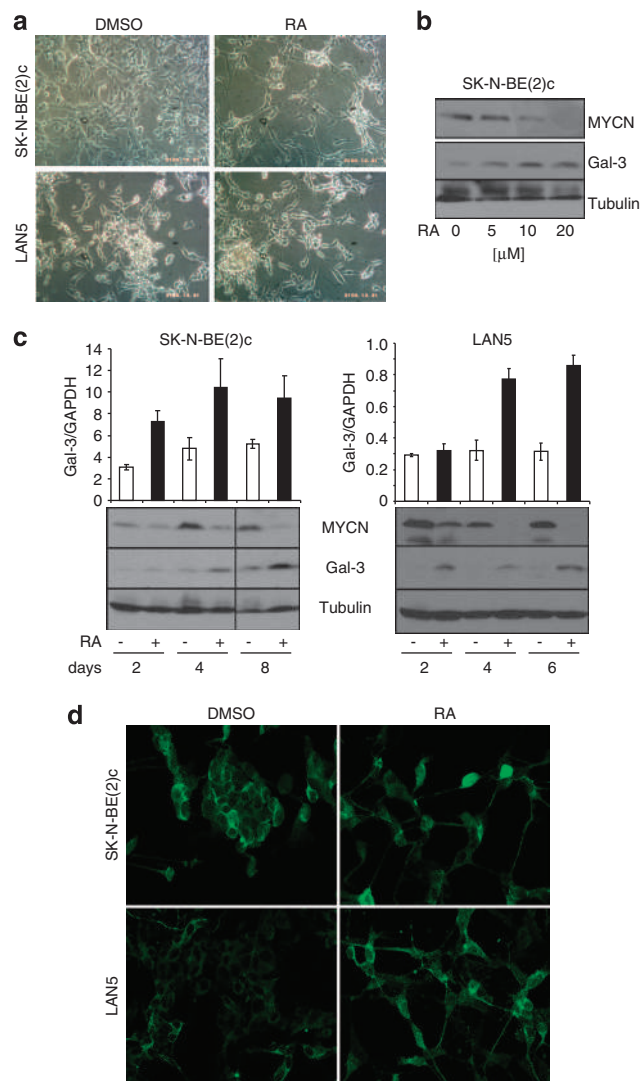 a
DMSO
RA
SK-N-BE(2)c
LAN5
b
SK-N-BE(2)c
MYCN
Gal-3
Tubulin
RA 0 5 10 20
[µM]
c
SK-N-BE(2)c
Gal-3/GAPDH
14
12
10
8
6
4
2
0
LAN5
Gal-3/GAPDH
1.0
0.8
0.6
0.4
0.2
0
MYCN
Gal-3
Tubulin
RA - + - + - + - + - + - +
days 2 4 8 2 4 6
d
DMSO
RA
SK-N-BE(2)c
LAN5